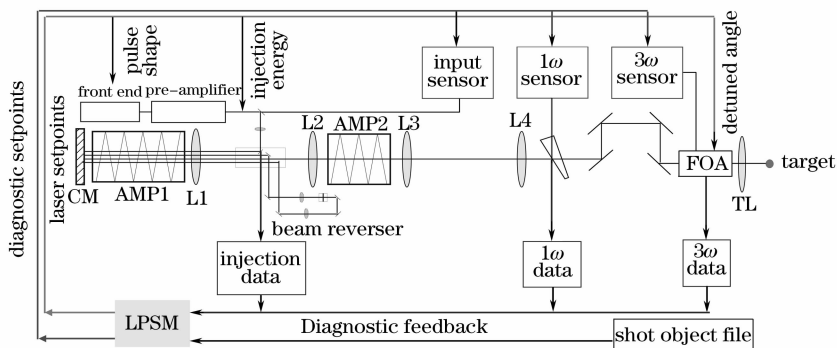 diagnostic setpoints
laser setpoints
pulse
shape
injection
energy
detuned angle
front end
pre-amplifier
input
sensor
1ω
sensor
3ω
sensor
CM
AMP1
L1
L2
AMP2
L3
L4
FOA
TL
target
beam reverser
injection
data
1ω
data
3ω
data
LPSM
Diagnostic feedback
shot object file